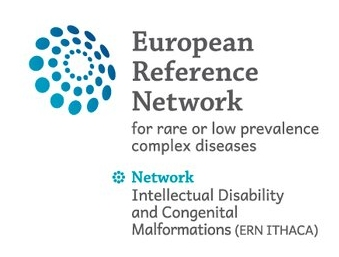 European
Reference
Network
for rare or low prevalence
complex diseases
Network
Intellectual Disability
and Congenital
Malformations (ERN ITHACA)